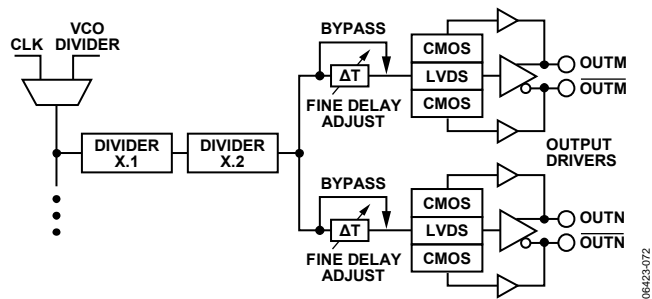 CLK
VCO
DIVIDER
DIVIDER
X.1
DIVIDER
X.2
BYPASS
ΔT
FINE DELAY
ADJUST
CMOS
LVDS
CMOS
OUTM
OUTM
OUTPUT
DRIVERS
BYPASS
ΔT
FINE DELAY
ADJUST
CMOS
LVDS
CMOS
OUTN
OUTN
06423-072